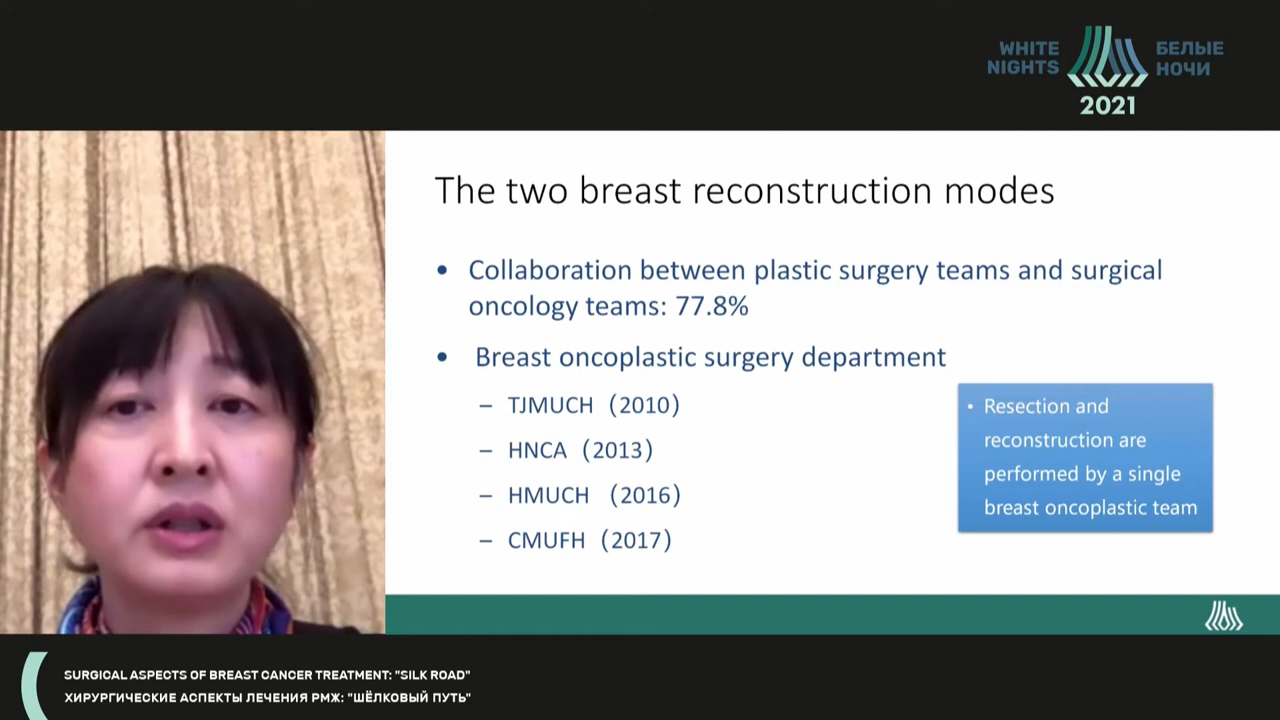 WHITE
NIGHTS
БЕЛЫЕ
НОЧИ
2021
The two breast reconstruction modes
• Collaboration between plastic surgery teams and surgical
oncology teams: 77.8%
• Breast oncoplastic surgery department
– TJMUCH (2010)
– HNCA (2013)
– HMUCH (2016)
– CMUFH (2017)
• Resection and
reconstruction are
performed by a single
breast oncoplastic team
SURGICAL ASPECTS OF BREAST CANCER TREATMENT: "SILK ROAD"
ХИРУРГИЧЕСКИЕ АСПЕКТЫ ЛЕЧЕНИЯ РМЖ: "ШЁЛКОВЫЙ ПУТЬ"